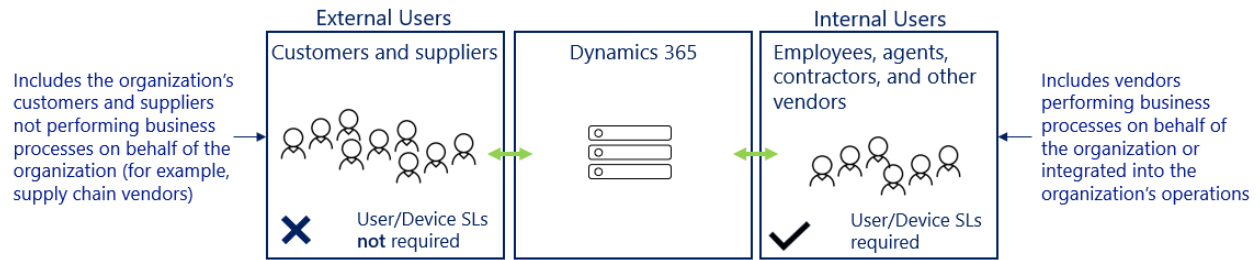 External Users
Internal Users
Customers and suppliers
Dynamics 365
Employees, agents,
contractors, and other
vendors
Includes the organization's
customers and suppliers
not performing business
processes on behalf of the
organization (for example,
supply chain vendors)
Includes vendors
performing business
processes on behalf of
the organization or
integrated into the
organization's operations
User/Device SLs
not required
User/Device SLs
required